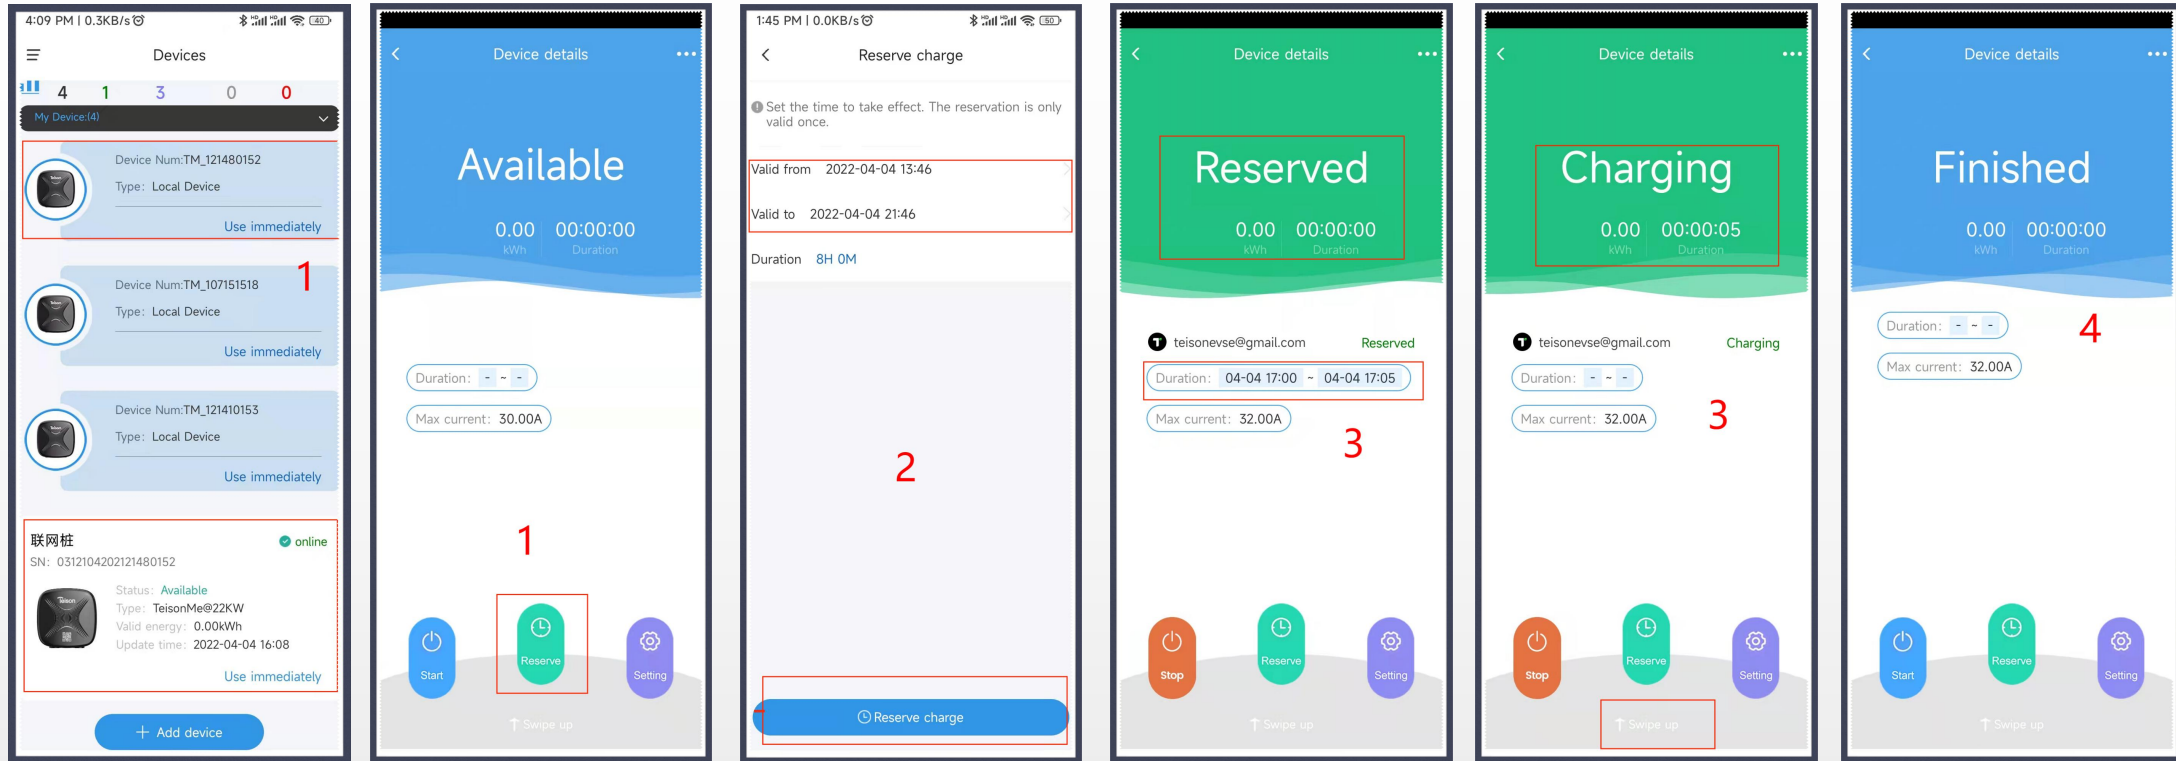 4:09 PM | 0.3KB/s
40
Devices
4 1 3 0 0
My Device:(4)
Device Num:TM_121480152
Type: Local Device
Use immediately
1
Device Num:TM_107151518
Type: Local Device
Use immediately
Device Num:TM_121410153
Type: Local Device
Use immediately
联网桩
online
SN: 0312104202121480152
Teison
Status: Available
Type: TeisonMe@22KW
Valid energy: 0.00kWh
Update time: 2022-04-04 16:08
Use immediately
+ Add device
Device details
Available
0.00 00:00:00
kWh Duration
Duration: - ~ -
Max current: 30.00A
1
Start
Reserve
Setting
Swipe up
1:45 PM | 0.0KB/s
50
Reserve charge
Set the time to take effect. The reservation is only
valid once.
Valid from 2022-04-04 13:46
Valid to 2022-04-04 21:46
Duration 8H 0M
2
Reserve charge
Device details
Reserved
0.00 00:00:00
kWh Duration
teisonevse@gmail.com Reserved
Duration: 04-04 17:00 ~ 04-04 17:05
Max current: 32.00A
3
Stop
Reserve
Setting
Swipe up
Device details
Charging
0.00 00:00:05
kWh Duration
teisonevse@gmail.com Charging
Duration: - ~ -
Max current: 32.00A
3
Stop
Reserve
Setting
Swipe up
Device details
Finished
0.00 00:00:00
kWh Duration
Duration: - ~ -
4
Max current: 32.00A
Start
Reserve
Setting
Swipe up